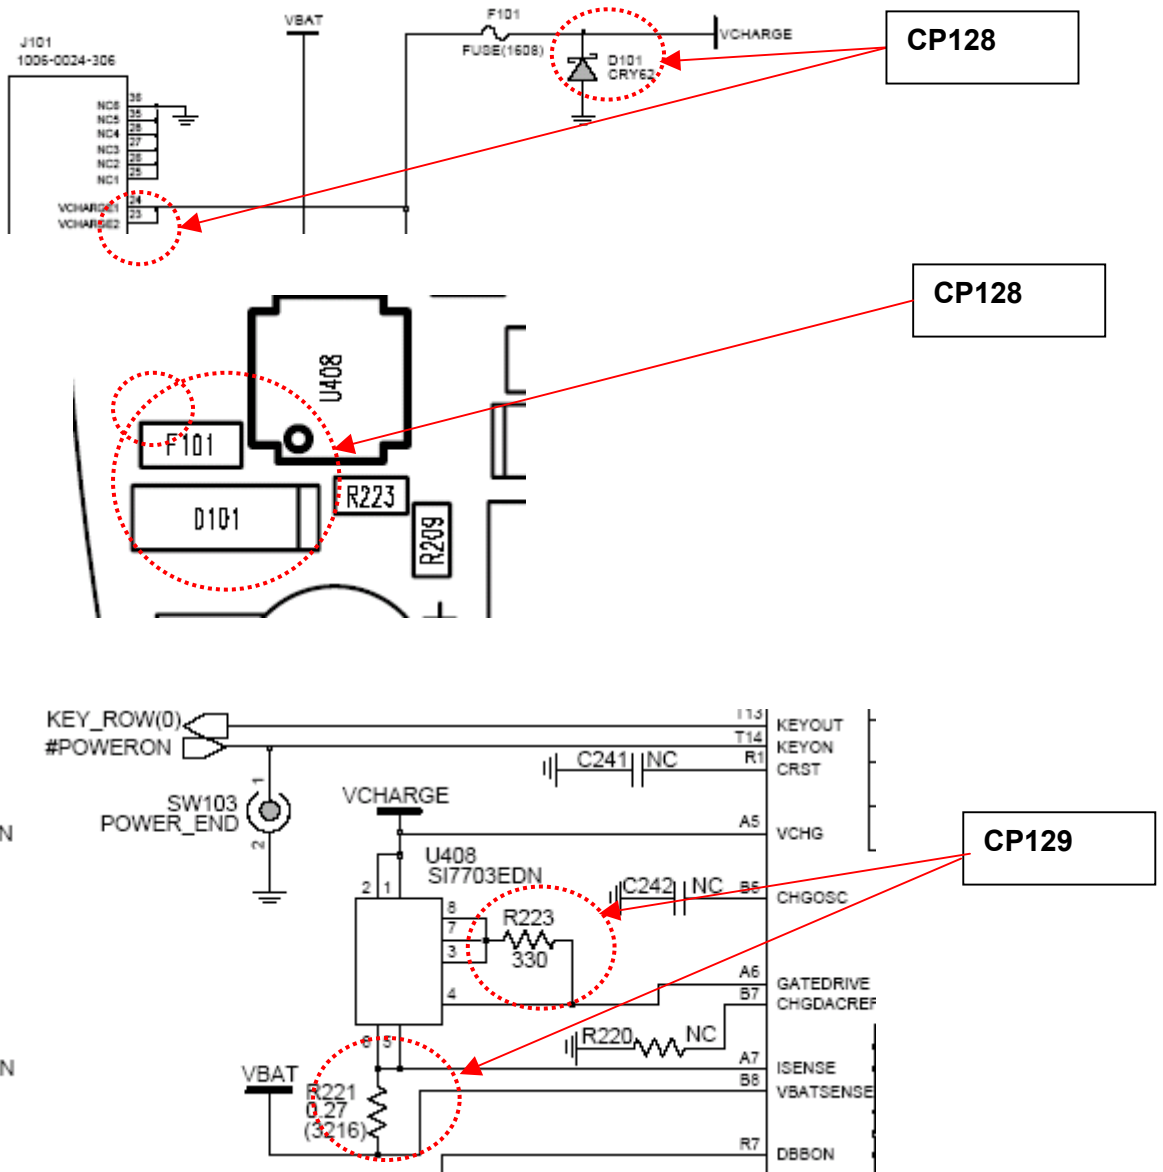 VBAT
F101
FUSE(1608)
VCHARGE
CP128
J101
1006-0024-306
D101
CRY62
NC6
36
NC5
35
NC4
28
NC3
27
NC2
26
NC1
25
VCHARGE1
24
VCHARGE2
23
CP128
U408
F101
D101
R223
R209
KEY_ROW(0)
#POWERON
T13
KEYOUT
T14
KEYON
R1
CRST
C241
NC
1
SW103
POWER_END
2
VCHARGE
A5
VCHG
CP129
N
U408
SI7703EDN
2
1
C242
NC
B5
CHGOSC
8
7
3
R223
330
4
A6
GATEDRIVE
B7
CHGDACREF
R220
NC
6
5
A7
ISENSE
N
VBAT
B8
VBATSENSE
R221
0.27
(3216)
R7
DBBON